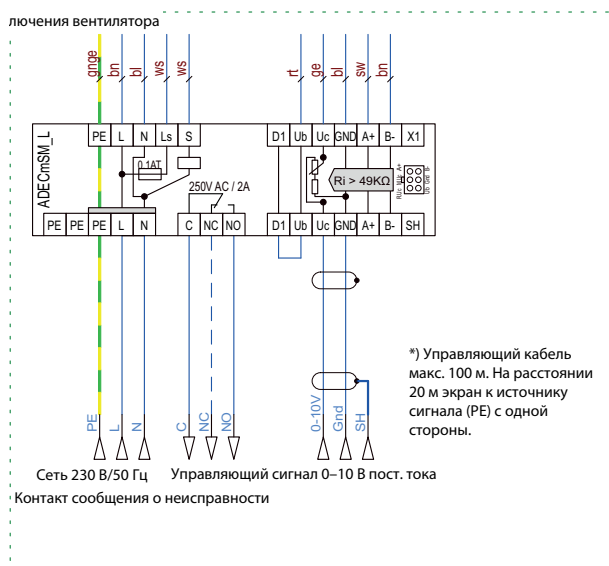 лючения вентилятора
gnge bn bl ws ws rt ge bl sw bn
ADECmSM_L
PE L N Ls S D1 Ub Uc GND A+ B- X1
0.1AT
250V AC / 2A
Ri > 49KΩ
PE PE PE L N C NC NO D1 Ub Uc GND A+ B- SH
*) Управляющий кабель
макс. 100 м. На расстоянии
20 м экран к источнику
сигнала (PE) с одной
стороны.
PE L N C NC NO 0-10V Gnd SH
Сеть 230 В/50 Гц Управляющий сигнал 0–10 В пост. тока
Контакт сообщения о неисправности